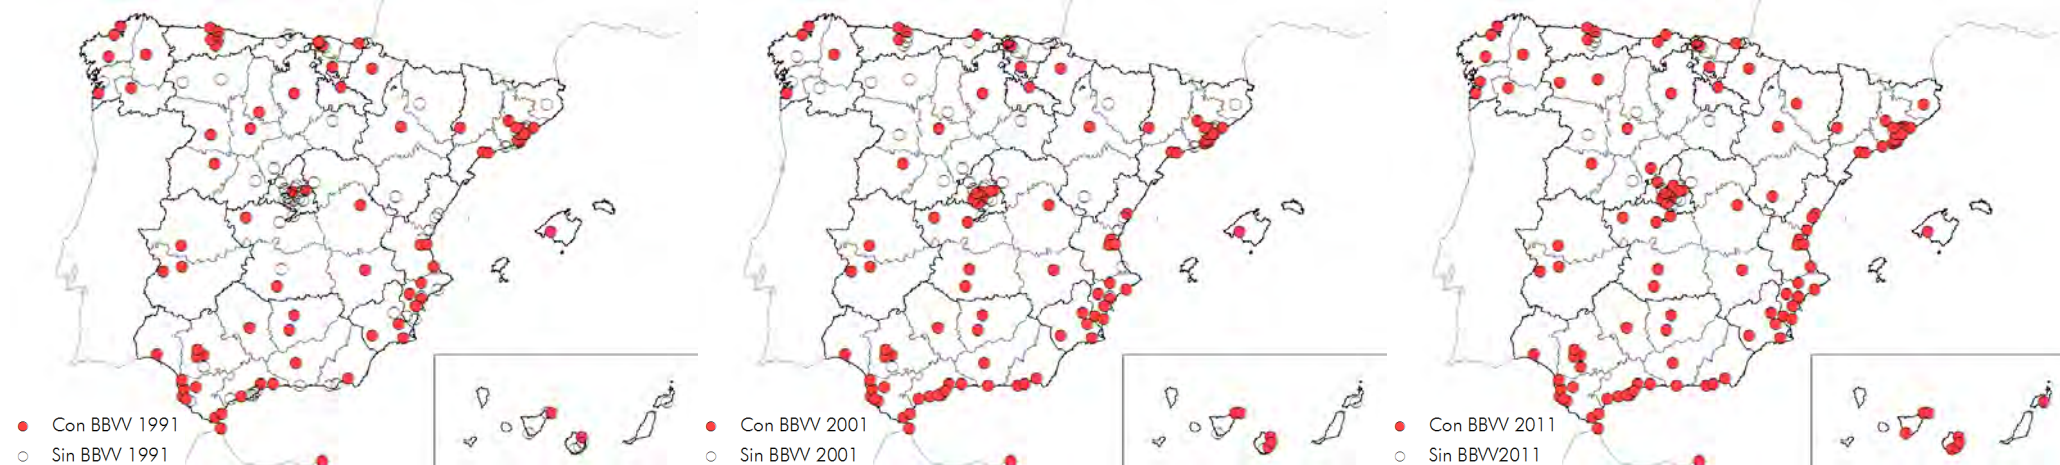 Con BBVV 1991
Sin BBVV 1991
Con BBVV 2001
Sin BBVV 2001
Con BBVV 2011
Sin BBVV2011